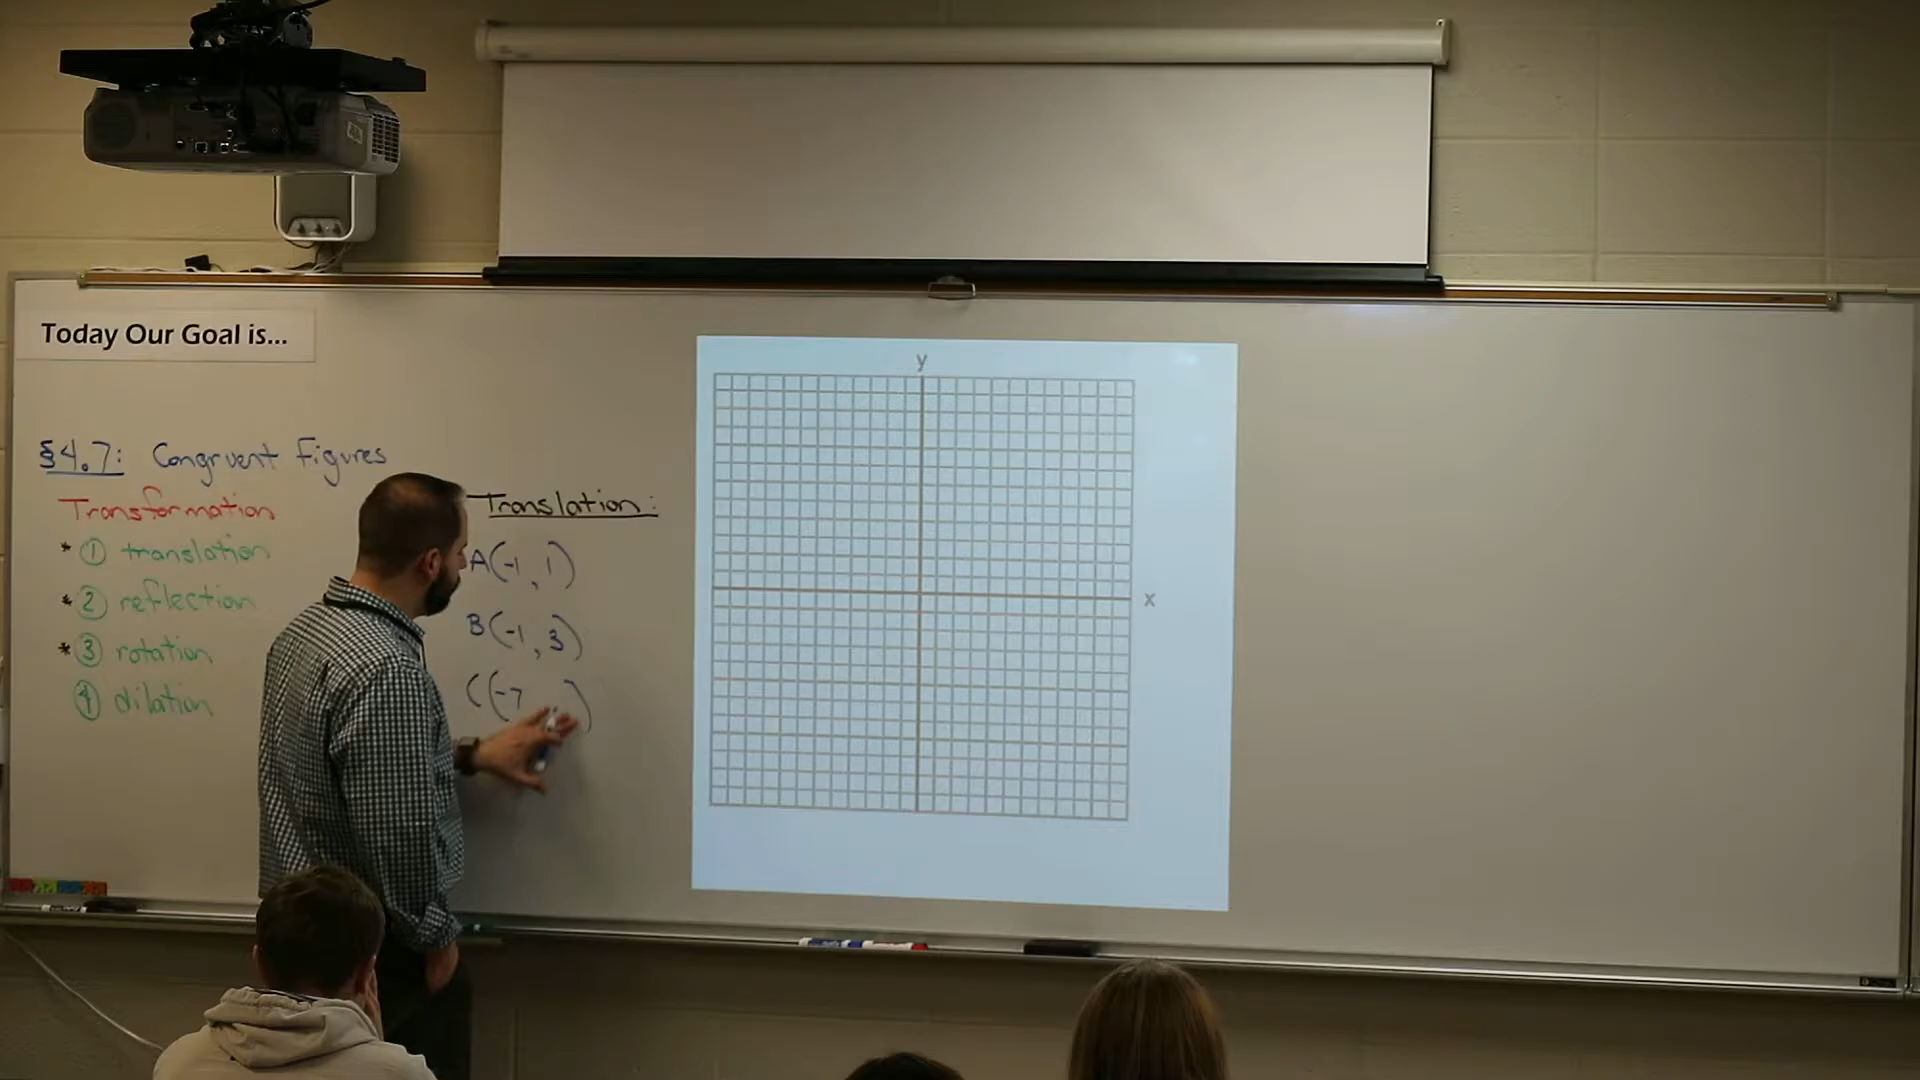 Today Our Goal is...
§4.7: Congruent Figures
Transformation
* ① translation
* ② reflection
* ③ rotation
④ dilation
Translation:
A(-1, 1)
B(-1, 3)
C(-7 )
y
x